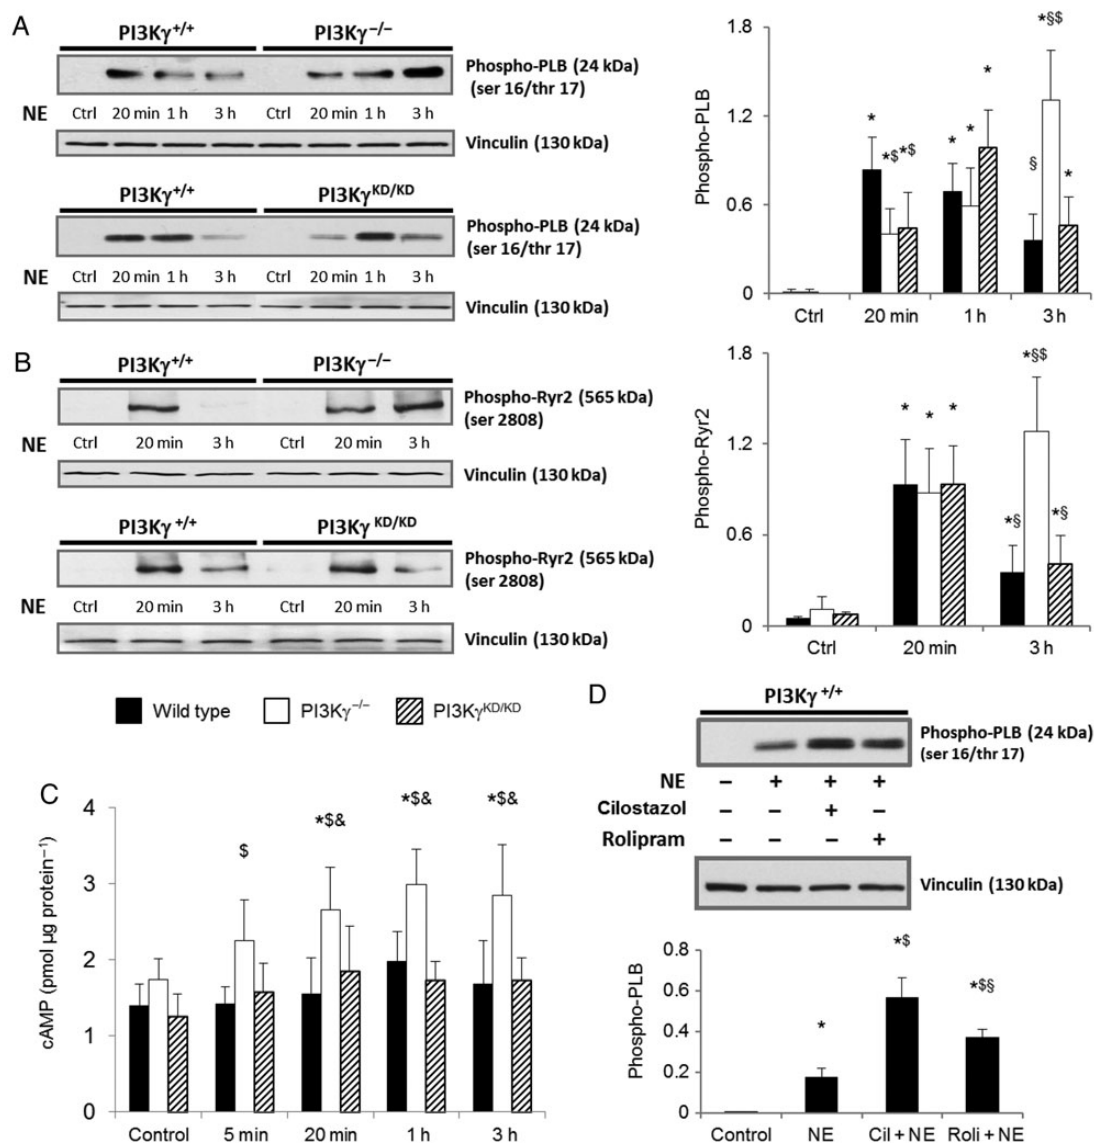 A
PI3Kγ+/+ PI3Kγ−/−
Phospho-PLB (24 kDa)
(ser 16/thr 17)
NE Ctrl 20 min 1 h 3 h Ctrl 20 min 1 h 3 h
Vinculin (130 kDa)
PI3Kγ+/+ PI3KγKD/KD
Phospho-PLB (24 kDa)
(ser 16/thr 17)
NE Ctrl 20 min 1 h 3 h Ctrl 20 min 1 h 3 h
Vinculin (130 kDa)
Phospho-PLB
1.8
1.2
0.6
0
* *$ *$ * * * § *§$ *
Ctrl 20 min 1 h 3 h
B
PI3Kγ+/+ PI3Kγ−/−
Phospho-Ryr2 (565 kDa)
(ser 2808)
NE Ctrl 20 min 3 h Ctrl 20 min 3 h
Vinculin (130 kDa)
PI3Kγ+/+ PI3KγKD/KD
Phospho-Ryr2 (565 kDa)
(ser 2808)
NE Ctrl 20 min 3 h Ctrl 20 min 3 h
Vinculin (130 kDa)
Phospho-Ryr2
1.8
1.2
0.6
0
* * * *§ *§$ *§
Ctrl 20 min 3 h
Wild type PI3Kγ−/− PI3KγKD/KD
C
cAMP (pmol µg protein−1)
4
3
2
1
0
$ *$& *$& *$&
Control 5 min 20 min 1 h 3 h
D
PI3Kγ+/+
Phospho-PLB (24 kDa)
(ser 16/thr 17)
NE – + + +
Cilostazol – – + –
Rolipram – – – +
Vinculin (130 kDa)
Phospho-PLB
0.8
0.6
0.4
0.2
0
* *$ *$§
Control NE Cil + NE Roli + NE